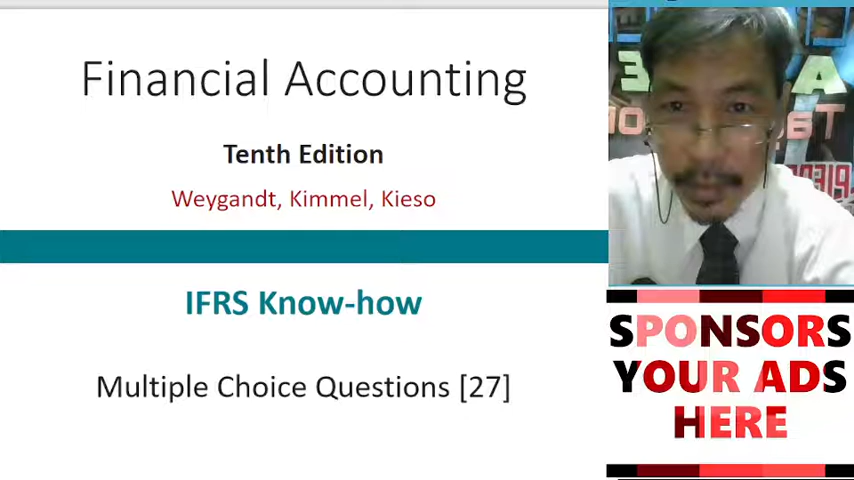 Financial Accounting
Tenth Edition
Weygandt, Kimmel, Kieso
IFRS Know-how
Multiple Choice Questions [27]
SPONSORS
YOUR ADS
HERE